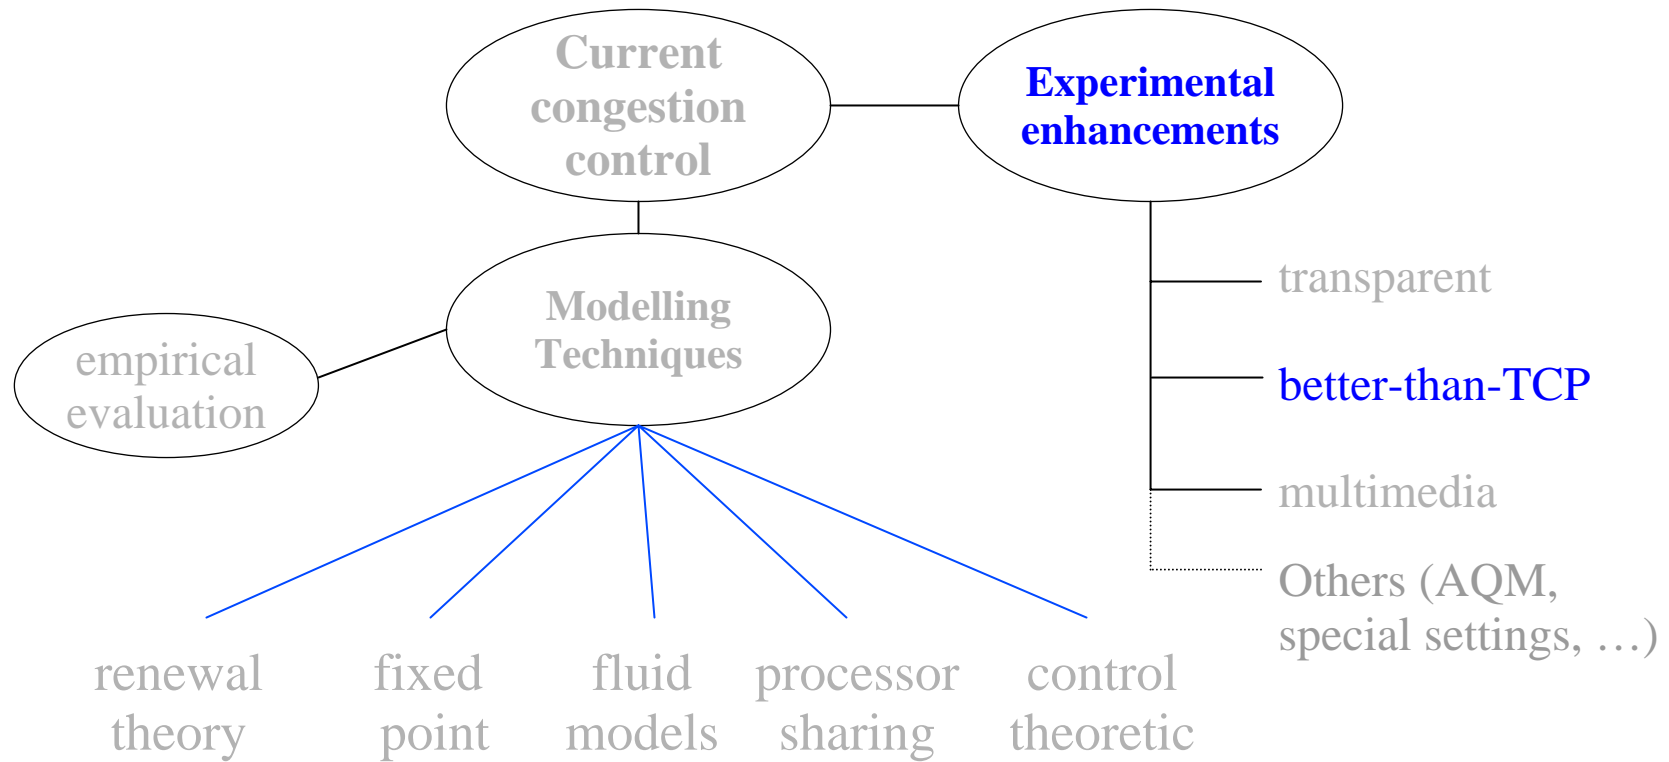 Current
congestion
control
Experimental
enhancements
Modelling
Techniques
empirical
evaluation
transparent
better-than-TCP
multimedia
Others (AQM,
special settings, …)
renewal
theory
fixed
point
fluid
models
processor
sharing
control
theoretic